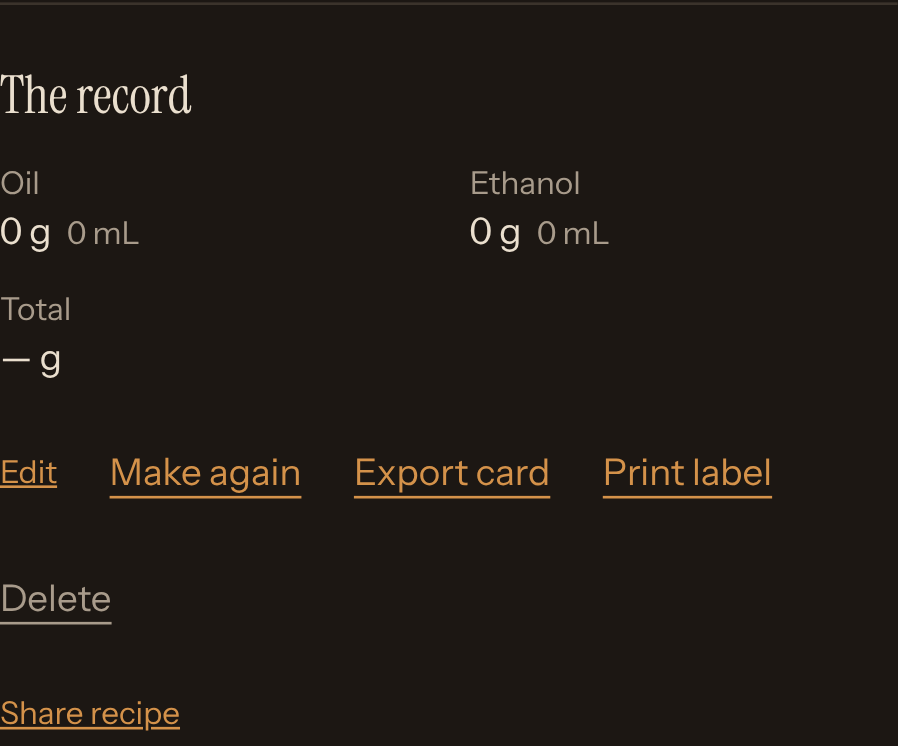 The record
Oil Ethanol
0 g 0 mL 0 g 0 mL
Total
— g
Edit Make again Export card Print label
Delete
Share recipe